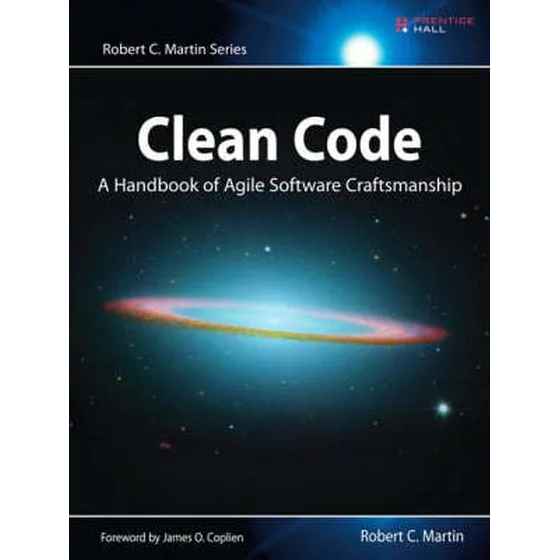 Robert C. Martin Series
PRENTICE
HALL
Clean Code
A Handbook of Agile Software Craftsmanship
Foreword by James O. Coplien
Robert C. Martin